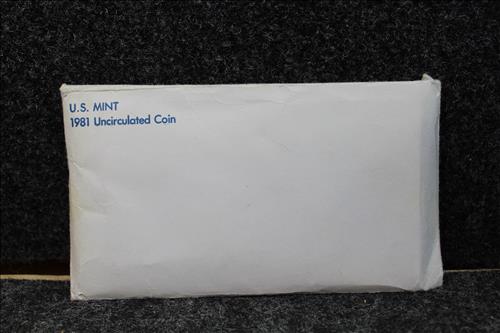 U.S. MINT
1981 Uncirculated Coin